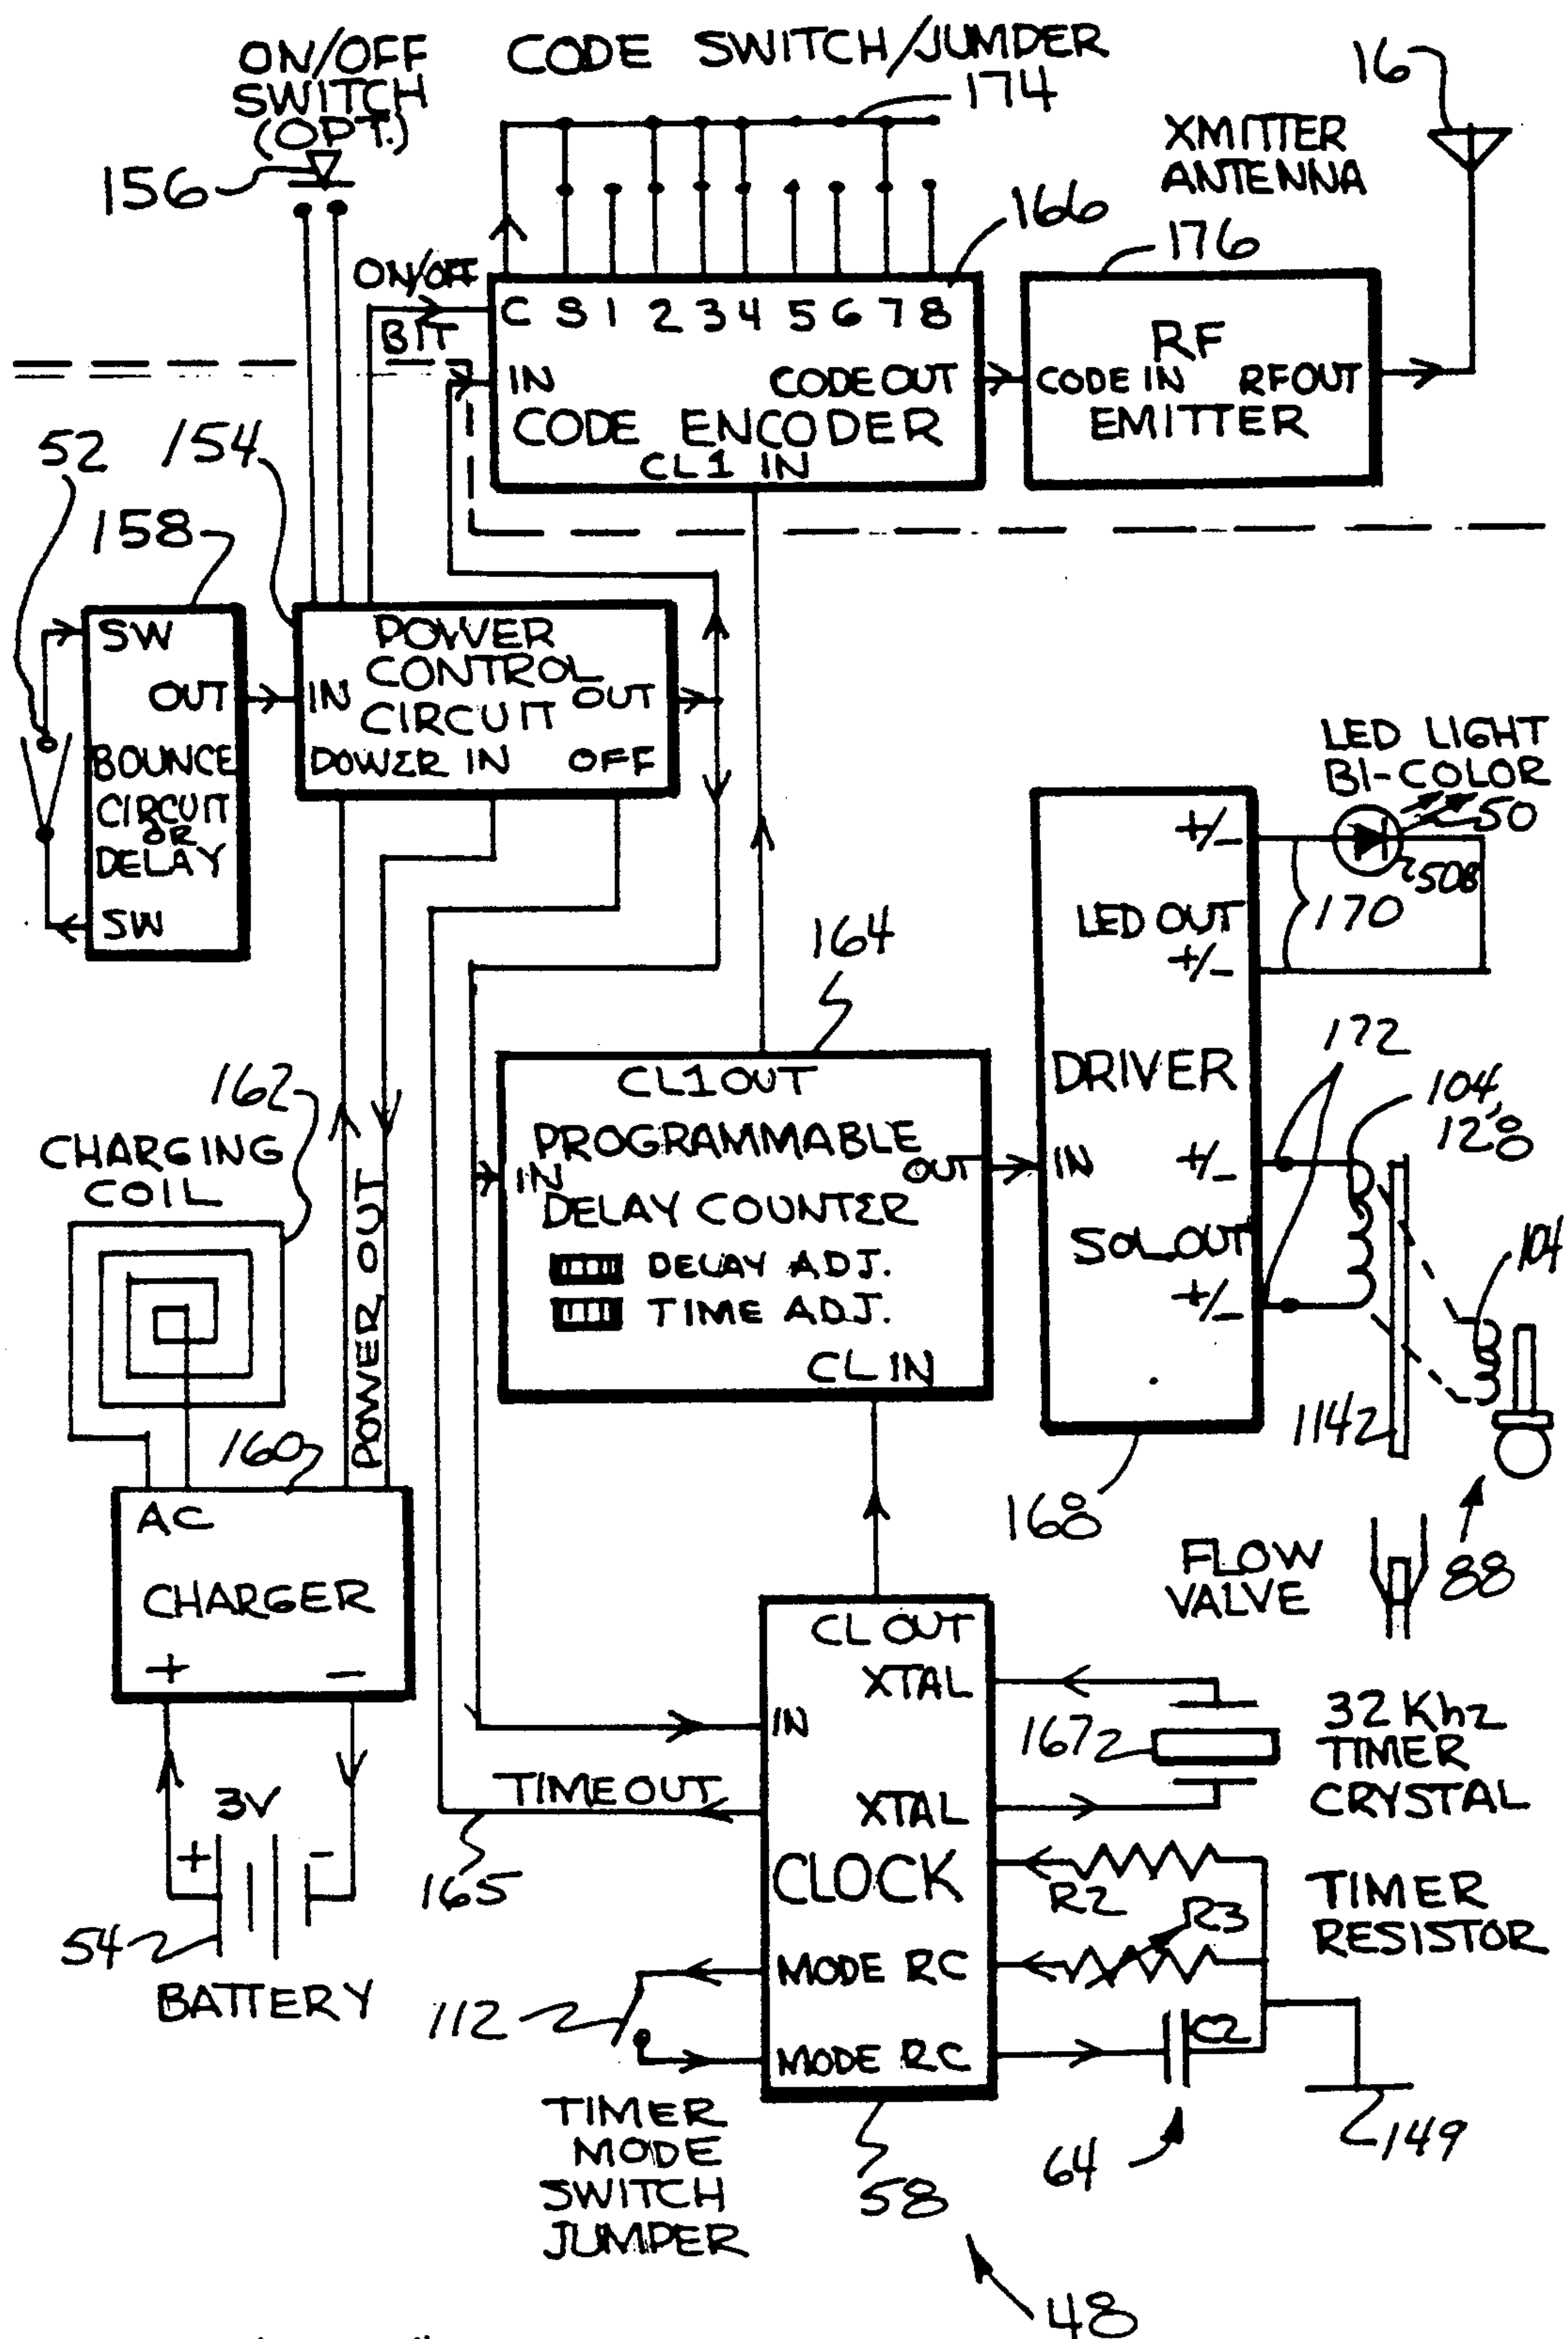 ON/OFF
SWITCH
(OPT.)
156
CODE SWITCH/JUMDER
174
16
XMITTER
ANTENNA
166
176
ON/OFF
BIT
C S 1 2 3 4 5 6 7 8
IN CODE OUT
CODE ENCODER
CL1 IN
RF
CODE IN RF OUT
EMITTER
52
154
158
SW
OUT
BOUNCE
CIRCUIT
OR
DELAY
SW
POWER
CONTROL
IN CIRCUIT OUT
POWER IN OFF
LED LIGHT
BI-COLOR
50
50B
+/-
170
LED OUT
+/-
164
172
DRIVER
104, 128
IN +/-
SOL OUT
+/-
104
1142
168
88
FLOW
VALVE
162
CHARGING
COIL
CL1 OUT
PROGRAMMABLE
IN OUT
DELAY COUNTER
DELAY ADJ.
TIME ADJ.
CL IN
POWER OUT
160
AC
CHARGER
+ -
3V
+ -
54
BATTERY
CL OUT
XTAL
IN
167
32 Khz
TIMER
CRYSTAL
TIME OUT
XTAL
165
CLOCK
R2
R3
TIMER
RESISTOR
MODE RC
112
MODE RC
C2
TIMER
MODE
SWITCH
JUMPER
58
64
149
48